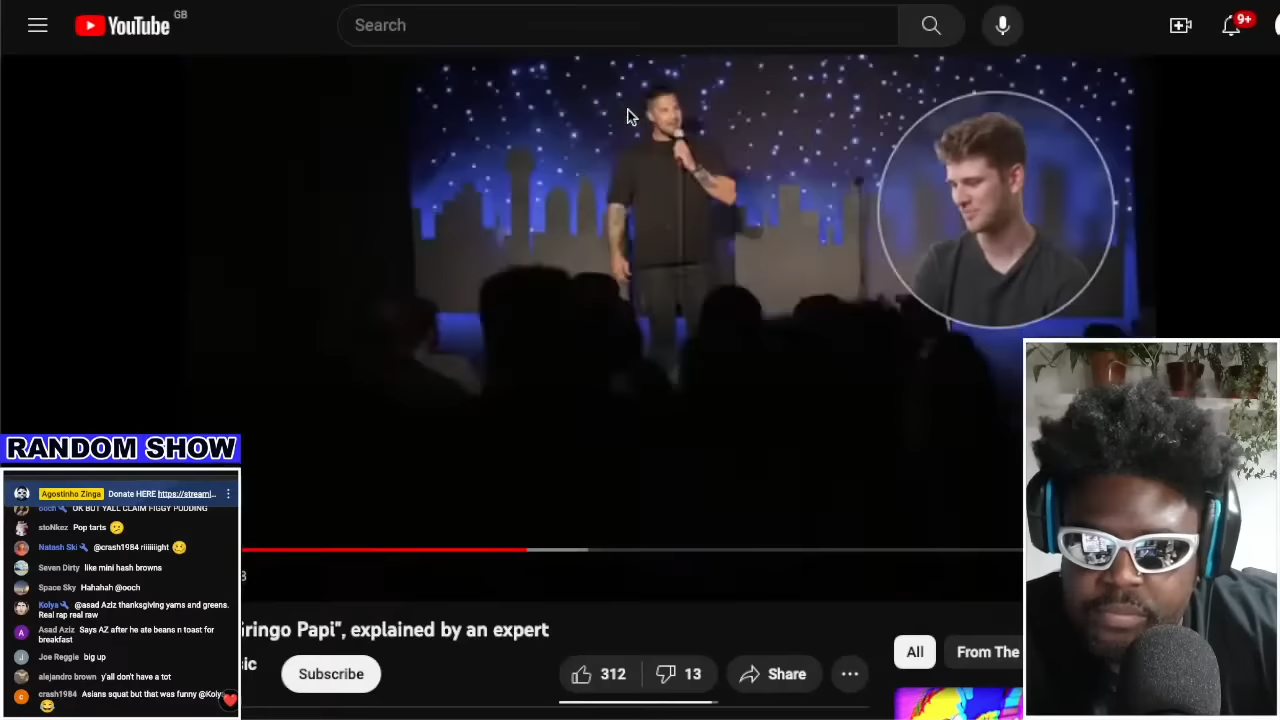 YouTube GB
Search
9+
RANDOM SHOW
Agostinho Zinga Donate HERE https://streaml...
ooch OK BUT YALL CLAIM FIGGY PUDDING
stoNkez Pop tarts
Natash Ski @crash1984 riiiiiiight
Seven Dirty like mini hash browns
Space Sky Hahahah @ooch
Kolya @asad Aziz thanksgiving yams and greens.
Real rap real raw
Asad Aziz Says AZ after he ate beans n toast for
breakfast
Joe Reggie big up
alejandro brown y'all don't have a tot
crash1984 Asians squat but that was funny @Koly
3
Gringo Papi", explained by an expert
sic
Subscribe
312
13
Share
All
From The